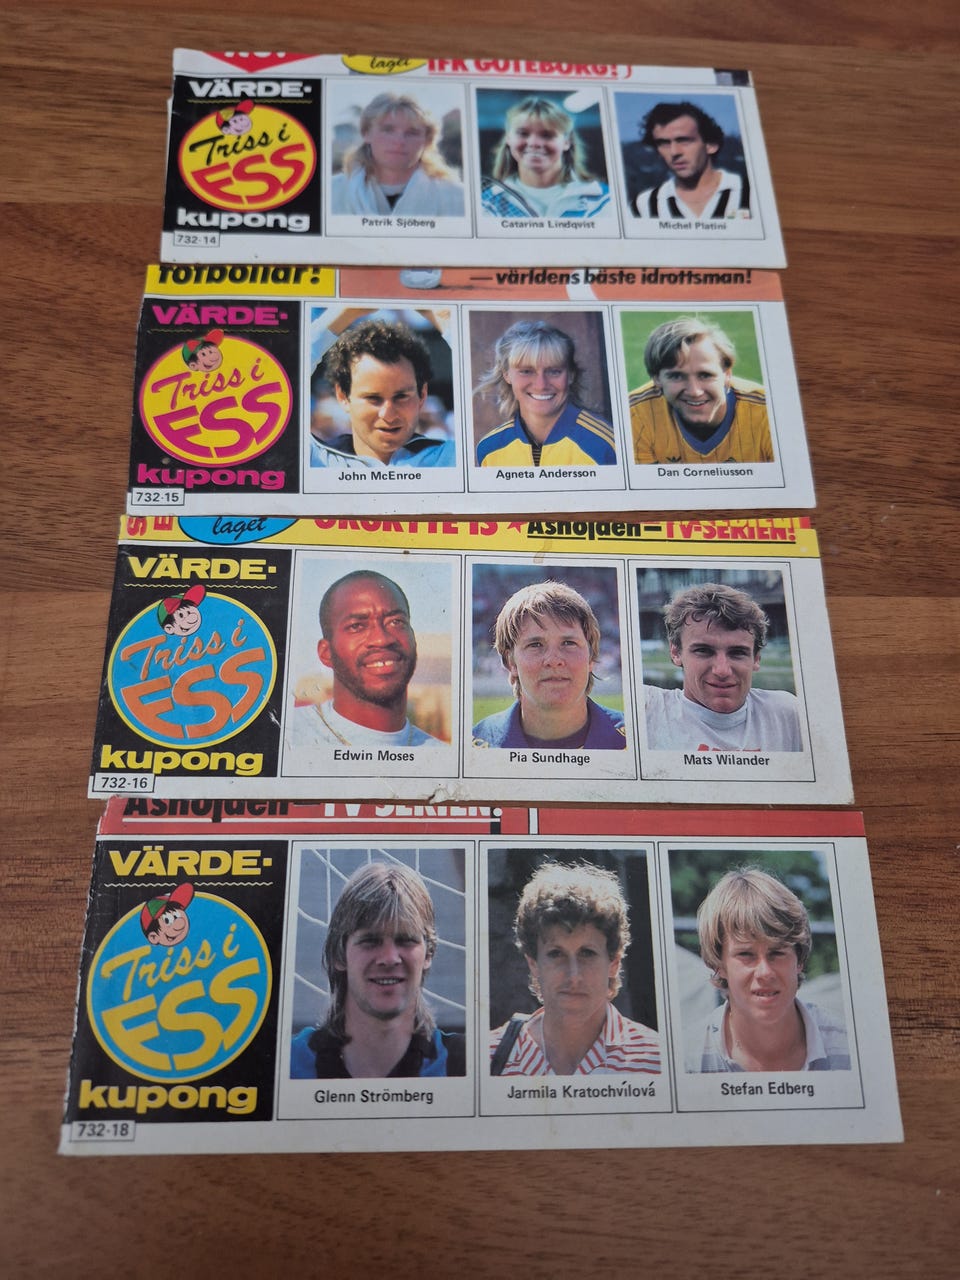 laget IFK GÖTEBORG!
VÄRDE-
Triss i
ESS
kupong
732-14
Patrik Sjöberg
Catarina Lindqvist
Michel Platini
fotbollar!
— världens bäste idrottsman!
VÄRDE-
Triss i
ESS
kupong
732-15
John McEnroe
Agneta Andersson
Dan Corneliusson
laget
Åshöjden — TV-SERIEN!
VÄRDE-
Triss i
ESS
kupong
732-16
Edwin Moses
Pia Sundhage
Mats Wilander
Åshöjden — TV-SERIEN!
VÄRDE-
Triss i
ESS
kupong
732-18
Glenn Strömberg
Jarmila Kratochvílová
Stefan Edberg